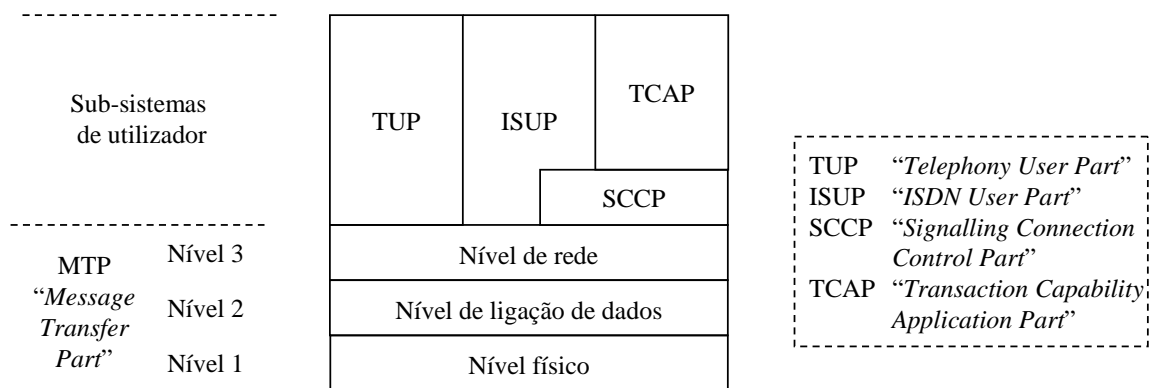 Sub-sistemas
de utilizador
TUP
ISUP
TCAP
SCCP
MTP
“Message
Transfer
Part”
Nível 3
Nível 2
Nível 1
Nível de rede
Nível de ligação de dados
Nível físico
TUP “Telephony User Part”
ISUP “ISDN User Part”
SCCP “Signalling Connection
Control Part”
TCAP “Transaction Capability
Application Part”